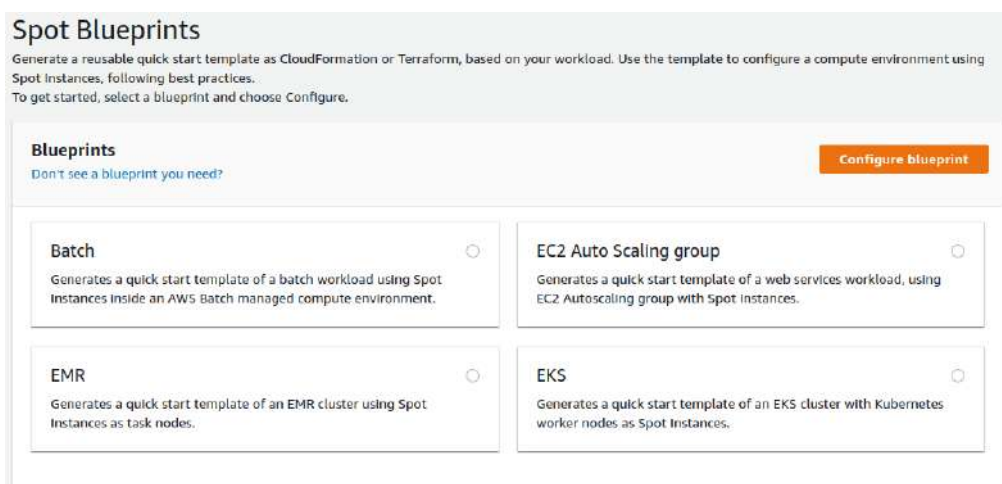 Spot Blueprints
Generate a reusable quick start template as CloudFormation or Terraform, based on your workload. Use the template to configure a compute environment using
Spot Instances, following best practices.
To get started, select a blueprint and choose Configure.
Blueprints
Configure blueprint
Don't see a blueprint you need?
Batch
Generates a quick start template of a batch workload using Spot
Instances inside an AWS Batch managed compute environment.
EC2 Auto Scaling group
Generates a quick start template of a web services workload, using
EC2 Autoscaling group with Spot Instances.
EMR
Generates a quick start template of an EMR cluster using Spot
Instances as task nodes.
EKS
Generates a quick start template of an EKS cluster with Kubernetes
worker nodes as Spot Instances.